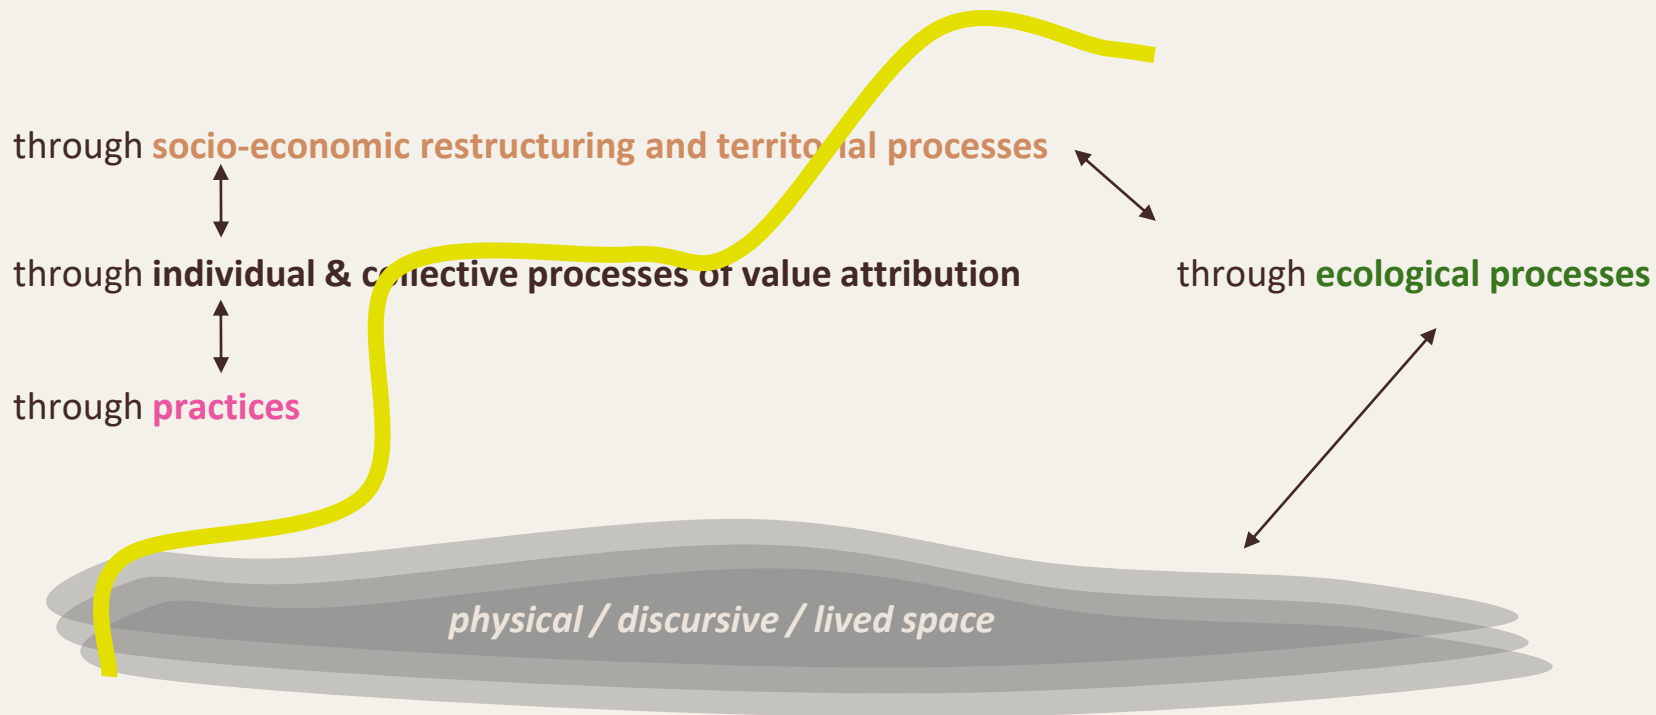 through socio-economic restructuring and territorial processes
through individual & collective processes of value attribution
through ecological processes
through practices
physical / discursive / lived space